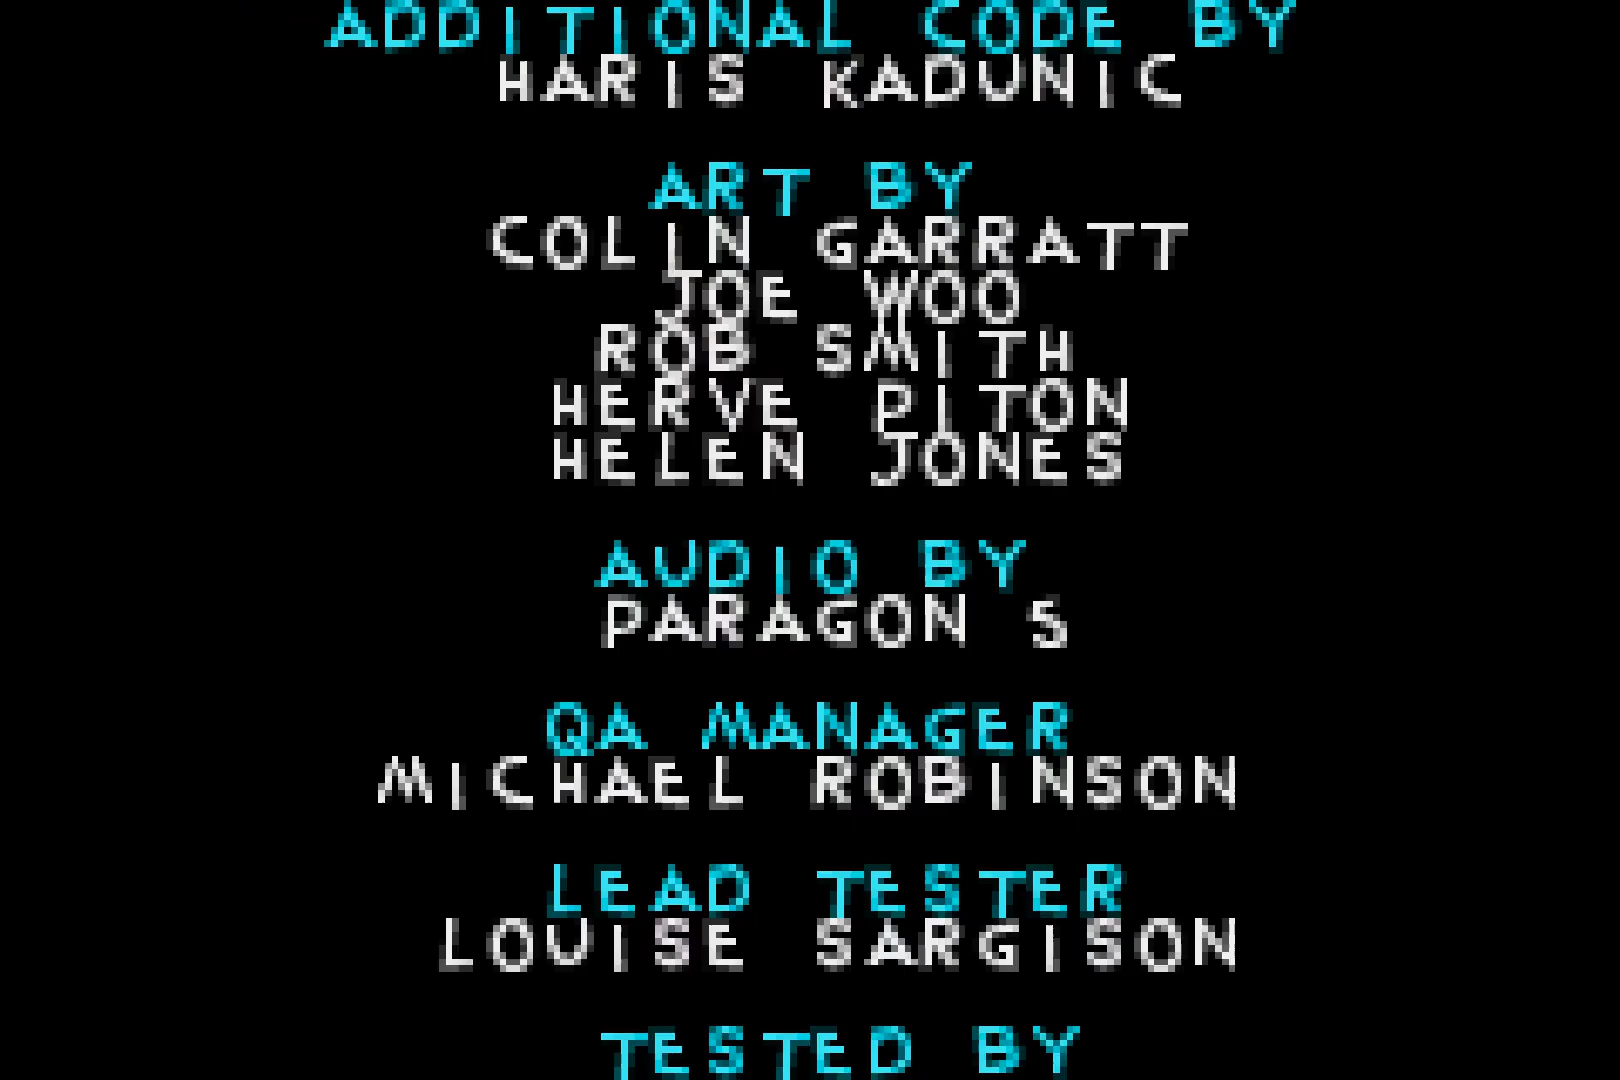 ADDITIONAL CODE BY
HARIS KADUNIC
ART BY
COLIN GARRATT
JOE WOO
ROB SMITH
HERVE PITON
HELEN JONES
AUDIO BY
PARAGON 5
QA MANAGER
MICHAEL ROBINSON
LEAD TESTER
LOUISE SARGISON
TESTED BY